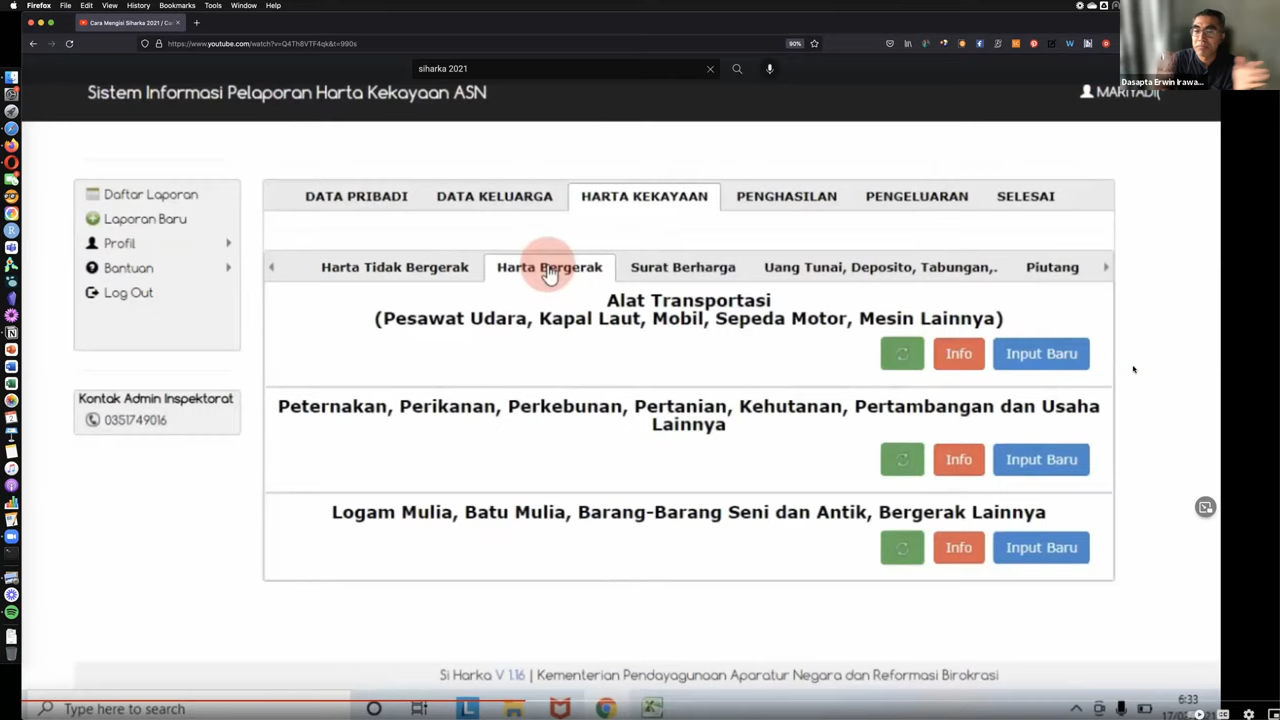 Firefox File Edit View History Bookmarks Tools Window Help
Cara Mengisi Siharka 2021 / Ca
https://www.youtube.com/watch?v=Q4Th8VTF4qk&t=990s
90%
siharka 2021
Dasapta Erwin Irawa...
Sistem Informasi Pelaporan Harta Kekayaan ASN
MARIYADI(
Daftar Laporan
Laporan Baru
Profil
Bantuan
Log Out
Kontak Admin Inspektorat
0351749016
DATA PRIBADI DATA KELUARGA HARTA KEKAYAAN PENGHASILAN PENGELUARAN SELESAI
Harta Tidak Bergerak Harta Bergerak Surat Berharga Uang Tunai, Deposito, Tabungan,. Piutang
Alat Transportasi
(Pesawat Udara, Kapal Laut, Mobil, Sepeda Motor, Mesin Lainnya)
Info Input Baru
Peternakan, Perikanan, Perkebunan, Pertanian, Kehutanan, Pertambangan dan Usaha
Lainnya
Info Input Baru
Logam Mulia, Batu Mulia, Barang-Barang Seni dan Antik, Bergerak Lainnya
Info Input Baru
Si Harka V 1.16 | Kementerian Pendayagunaan Aparatur Negara dan Reformasi Birokrasi
Type here to search
6:33